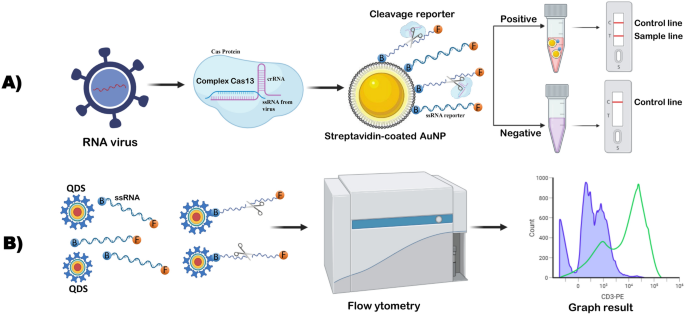 A)
RNA virus
Cas Protein
Complex Cas13
crRNA
ssRNA from
virus
Cleavage reporter
B
F
B
F
B
F
B
F
ssRNA reporter
Streptavidin-coated AuNP
Positive
Negative
C
T
S
Control line
Sample line
C
T
S
Control line
B)
QDS
ssRNA
B
F
B
F
B
F
QDS
B
F
B
F
Flow ytometry
Count
1000
800
600
400
200
0
0
CD3-PE
Graph result